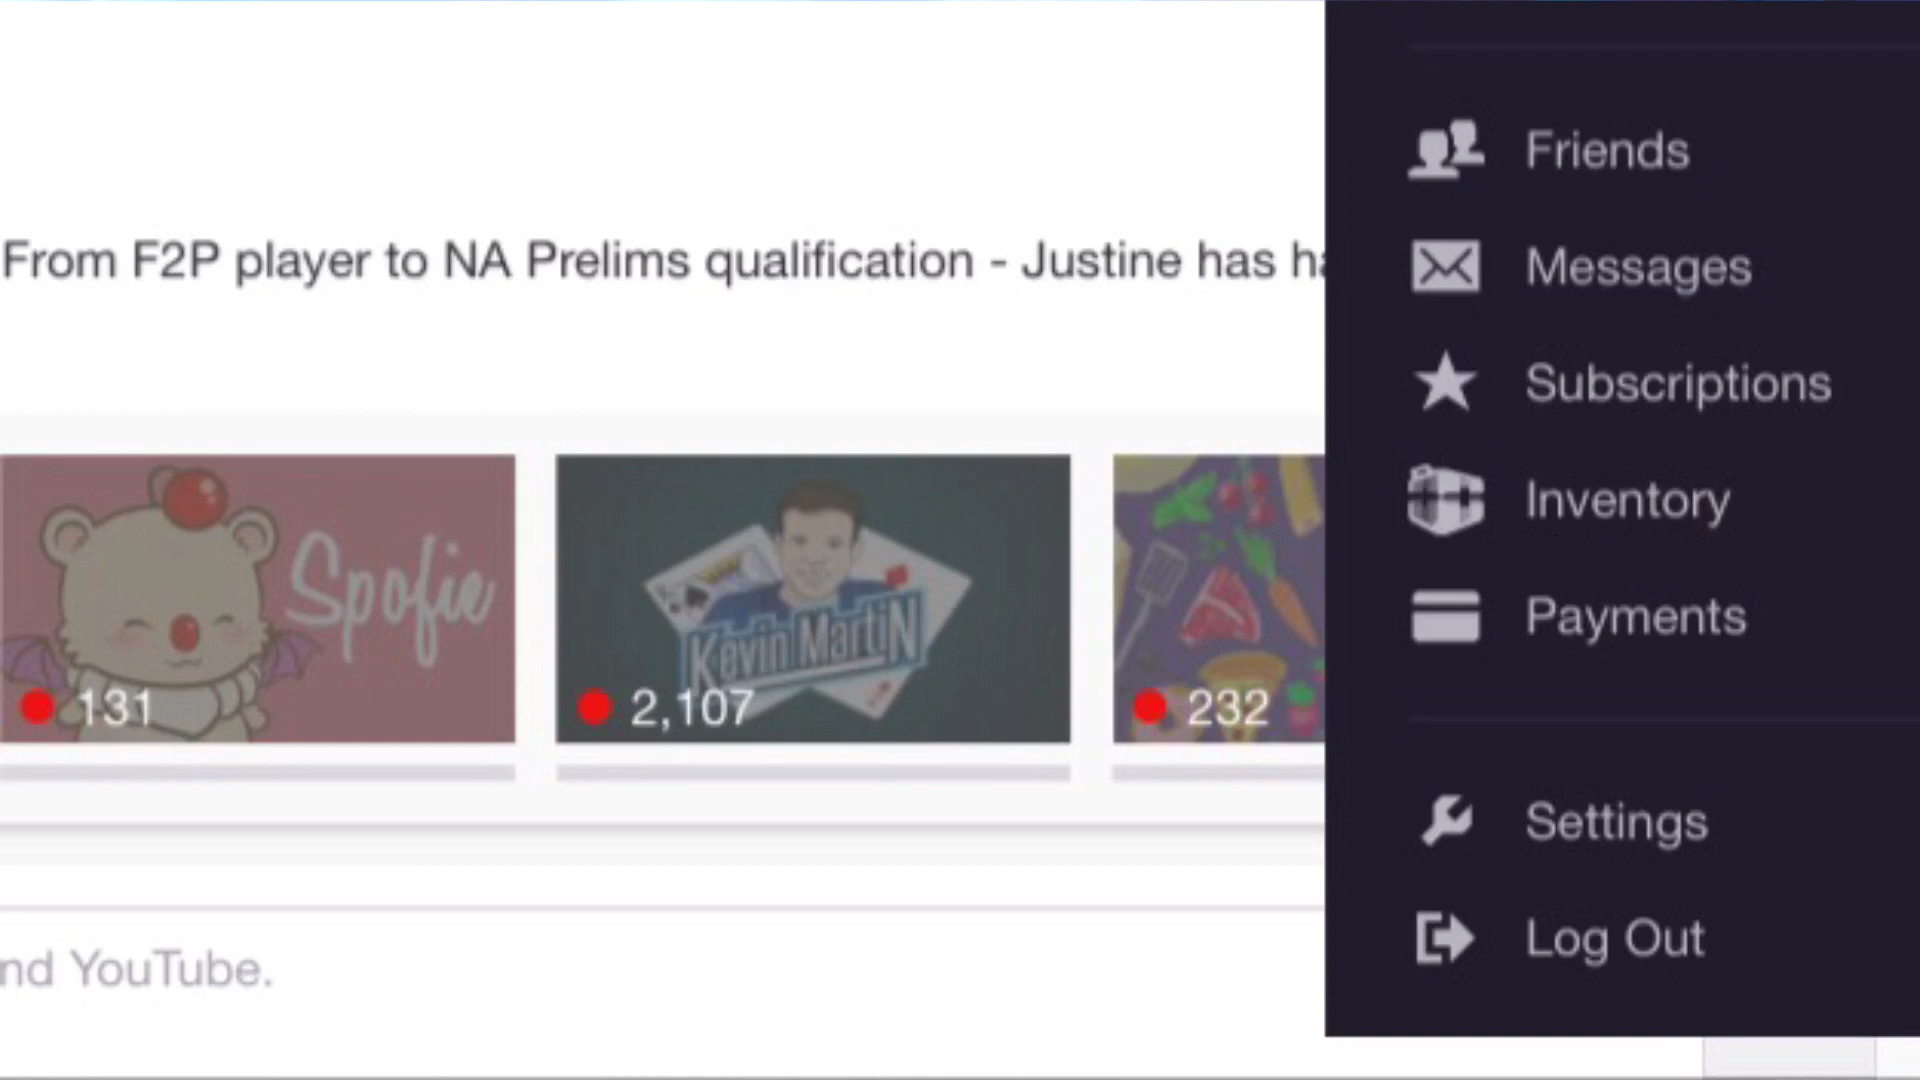 From F2P player to NA Prelims qualification - Justine has ha
Spofie
131
Kevin Martin
2,107
232
nd YouTube.
Friends
Messages
Subscriptions
Inventory
Payments
Settings
Log Out